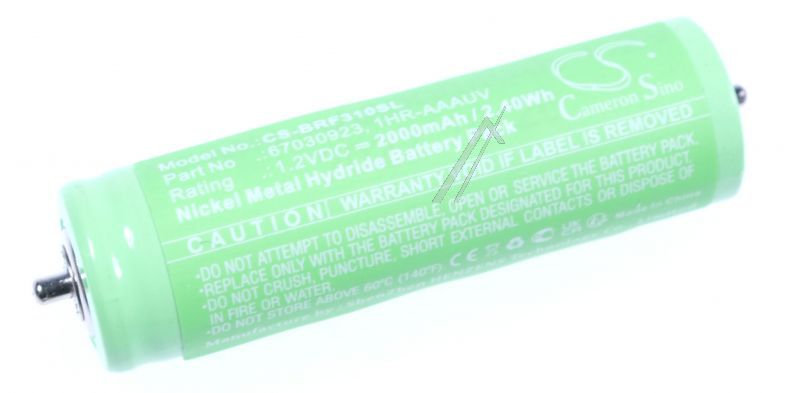 Model No. :CS-BRF310SL
Part No :67030923, 1HR-AAAUV
Rating :1.2VDC = 2000mAh / 2.40Wh
Nickel Metal Hydride Battery Pack
CS
Cameron Sino
WARRANTY VOID IF LABEL IS REMOVED
CAUTION
-DO NOT ATTEMPT TO DISASSEMBLE, OPEN OR SERVICE THE BATTERY
-REPLACE ONLY WITH THE BATTERY PACK DESIGNATED FOR
-DO NOT CRUSH, PUNCTURE, SHORT EXTERNAL CONTACTS OR DISPOSE OF
IN FIRE OR WATER
-DO NOT STORE ABOVE 60°C (140°F)
Made in China
Manufacturer: Shenzhen